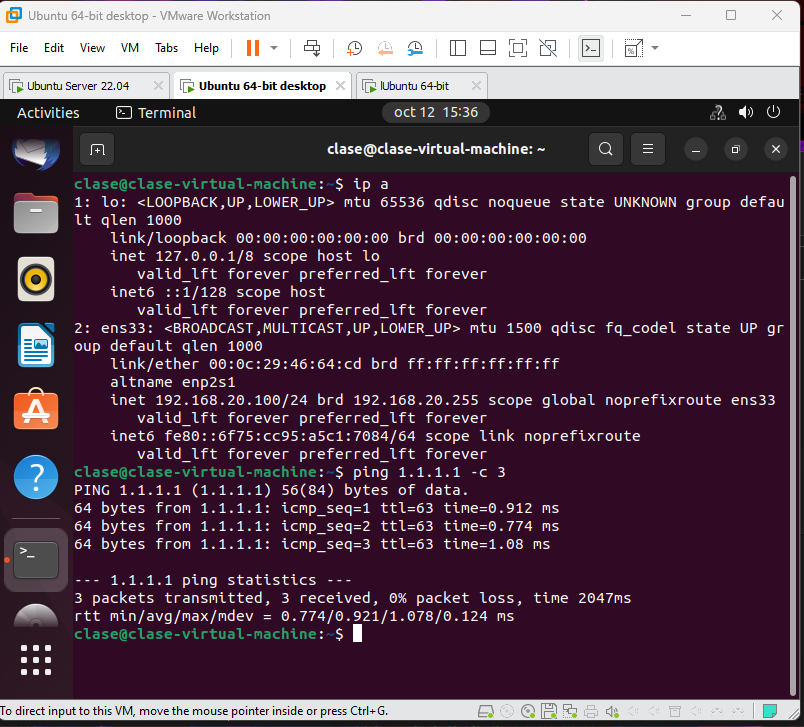 Ubuntu 64-bit desktop - VMware Workstation
File Edit View VM Tabs Help
Ubuntu Server 22.04 Ubuntu 64-bit desktop lUbuntu 64-bit
Activities Terminal oct 12 15:36
clase@clase-virtual-machine: ~
clase@clase-virtual-machine:~$ ip a
1: lo: <LOOPBACK,UP,LOWER_UP> mtu 65536 qdisc noqueue state UNKNOWN group defau
lt qlen 1000
    link/loopback 00:00:00:00:00:00 brd 00:00:00:00:00:00
    inet 127.0.0.1/8 scope host lo
       valid_lft forever preferred_lft forever
    inet6 ::1/128 scope host
       valid_lft forever preferred_lft forever
2: ens33: <BROADCAST,MULTICAST,UP,LOWER_UP> mtu 1500 qdisc fq_codel state UP gr
oup default qlen 1000
    link/ether 00:0c:29:46:64:cd brd ff:ff:ff:ff:ff:ff
    altname enp2s1
    inet 192.168.20.100/24 brd 192.168.20.255 scope global noprefixroute ens33
       valid_lft forever preferred_lft forever
    inet6 fe80::6f75:cc95:a5c1:7084/64 scope link noprefixroute
       valid_lft forever preferred_lft forever
clase@clase-virtual-machine:~$ ping 1.1.1.1 -c 3
PING 1.1.1.1 (1.1.1.1) 56(84) bytes of data.
64 bytes from 1.1.1.1: icmp_seq=1 ttl=63 time=0.912 ms
64 bytes from 1.1.1.1: icmp_seq=2 ttl=63 time=0.774 ms
64 bytes from 1.1.1.1: icmp_seq=3 ttl=63 time=1.08 ms

--- 1.1.1.1 ping statistics ---
3 packets transmitted, 3 received, 0% packet loss, time 2047ms
rtt min/avg/max/mdev = 0.774/0.921/1.078/0.124 ms
clase@clase-virtual-machine:~$
To direct input to this VM, move the mouse pointer inside or press Ctrl+G.